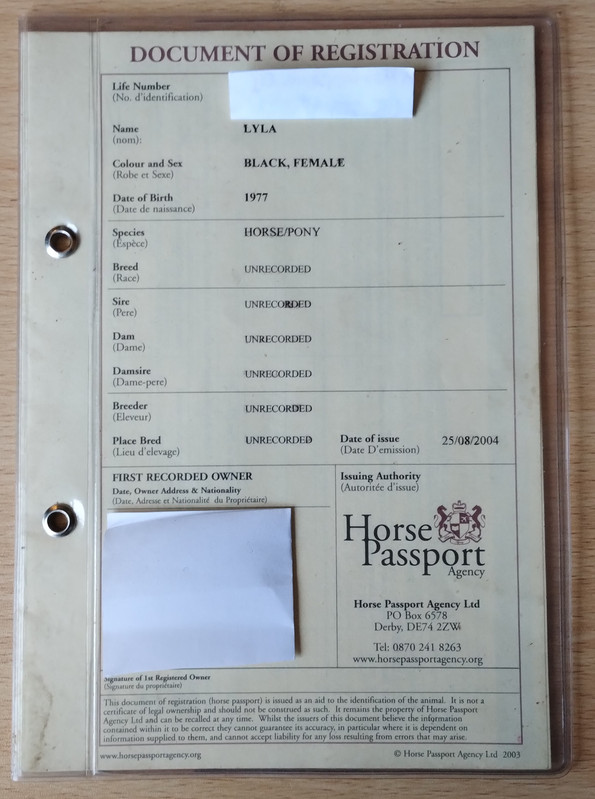 DOCUMENT OF REGISTRATION
Life Number
(No. d'identification)
Name
(nom):
LYLA
Colour and Sex
(Robe et Sexe)
BLACK, FEMALE
Date of Birth
(Date de naissance)
1977
Species
(Espèce)
HORSE/PONY
Breed
(Race)
UNRECORDED
Sire
(Pere)
UNRECORDED
Dam
(Dame)
UNRECORDED
Damsire
(Dame-pere)
UNRECORDED
Breeder
(Eleveur)
UNRECORDED
Place Bred
(Lieu d'elevage)
UNRECORDED
Date of issue
(Date D'emission)
25/08/2004
FIRST RECORDED OWNER
Date, Owner Address & Nationality
(Date, Adresse et Nationalité du Propriétaire)
Signature of 1st Registered Owner
(Signature du propriétaire)
Issuing Authority
(Autoritée d'issue)
Horse
Passport
Agency
Horse Passport Agency Ltd
PO Box 6578
Derby, DE74 2ZW
Tel: 0870 241 8263
www.horsepassportagency.org
This document of registration (horse passport) is issued as an aid to the identification of the animal. It is not a
certificate of legal ownership and should not be construed as such. It remains the property of Horse Passport
Agency Ltd and can be recalled at any time. Whilst the issuers of this document believe the information
contained within it to be correct they cannot guarantee its accuracy, in particular where it is dependent on
information supplied to them, and cannot accept liability for any loss resulting from errors that may arise.
www.horsepassportagency.org
© Horse Passport Agency Ltd 2003